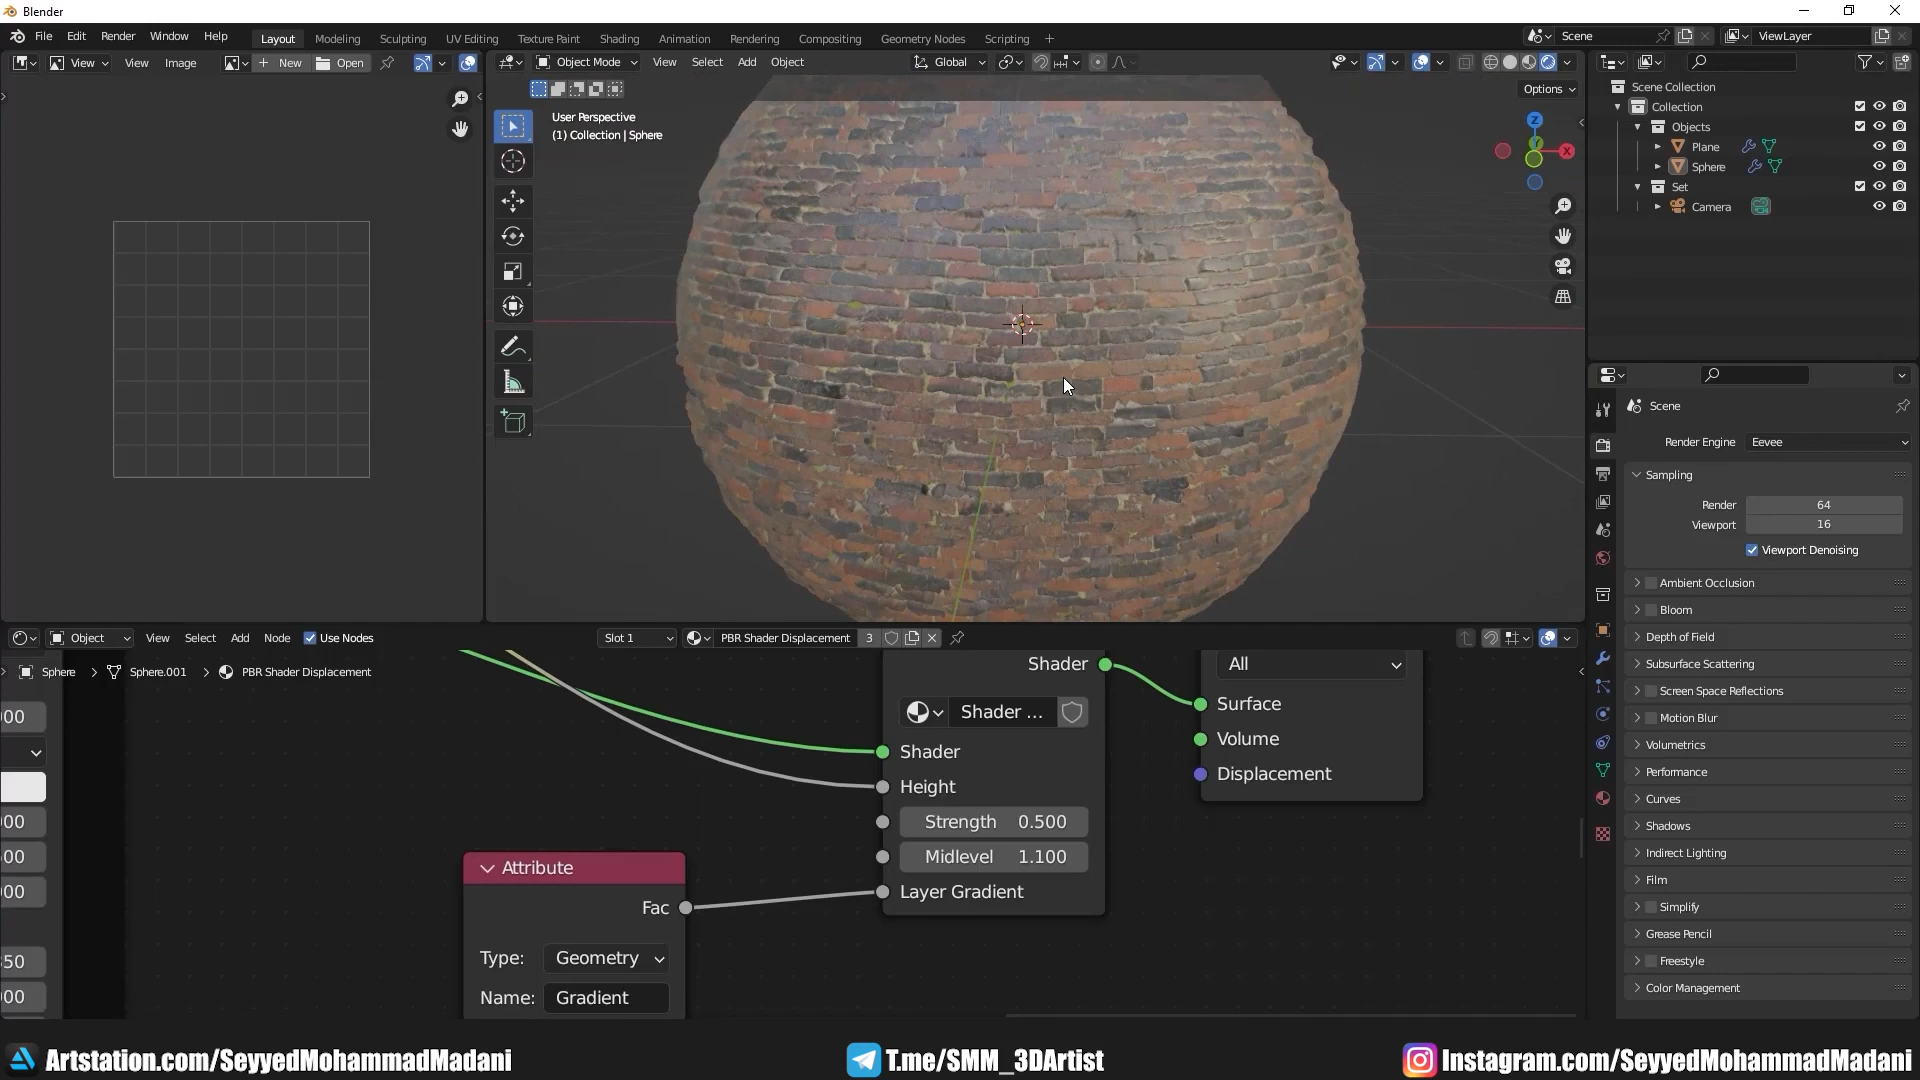 Blender
File Edit Render Window Help
Layout Modeling Sculpting UV Editing Texture Paint Shading Animation Rendering Compositing Geometry Nodes Scripting +
Scene
ViewLayer
View View Image + New Open
Object Mode View Select Add Object Global
Options
User Perspective
(1) Collection | Sphere
Z
Y
X
Scene Collection
Collection
Objects
Plane
Sphere
Set
Camera
Scene
Render Engine Eevee
Sampling
Render 64
Viewport 16
Viewport Denoising
Ambient Occlusion
Bloom
Depth of Field
Subsurface Scattering
Screen Space Reflections
Motion Blur
Volumetrics
Performance
Curves
Shadows
Indirect Lighting
Film
Simplify
Grease Pencil
Freestyle
Color Management
Object View Select Add Node Use Nodes Slot 1 PBR Shader Displacement 3
Sphere > Sphere.001 > PBR Shader Displacement
Shader
Shader ...
Shader
Height
Strength 0.500
Midlevel 1.100
Layer Gradient
All
Surface
Volume
Displacement
Attribute
Fac
Type: Geometry
Name: Gradient
Artstation.com/SeyyedMohammadMadani
T.me/SMM_3DArtist
Instagram.com/SeyyedMohammadMadani